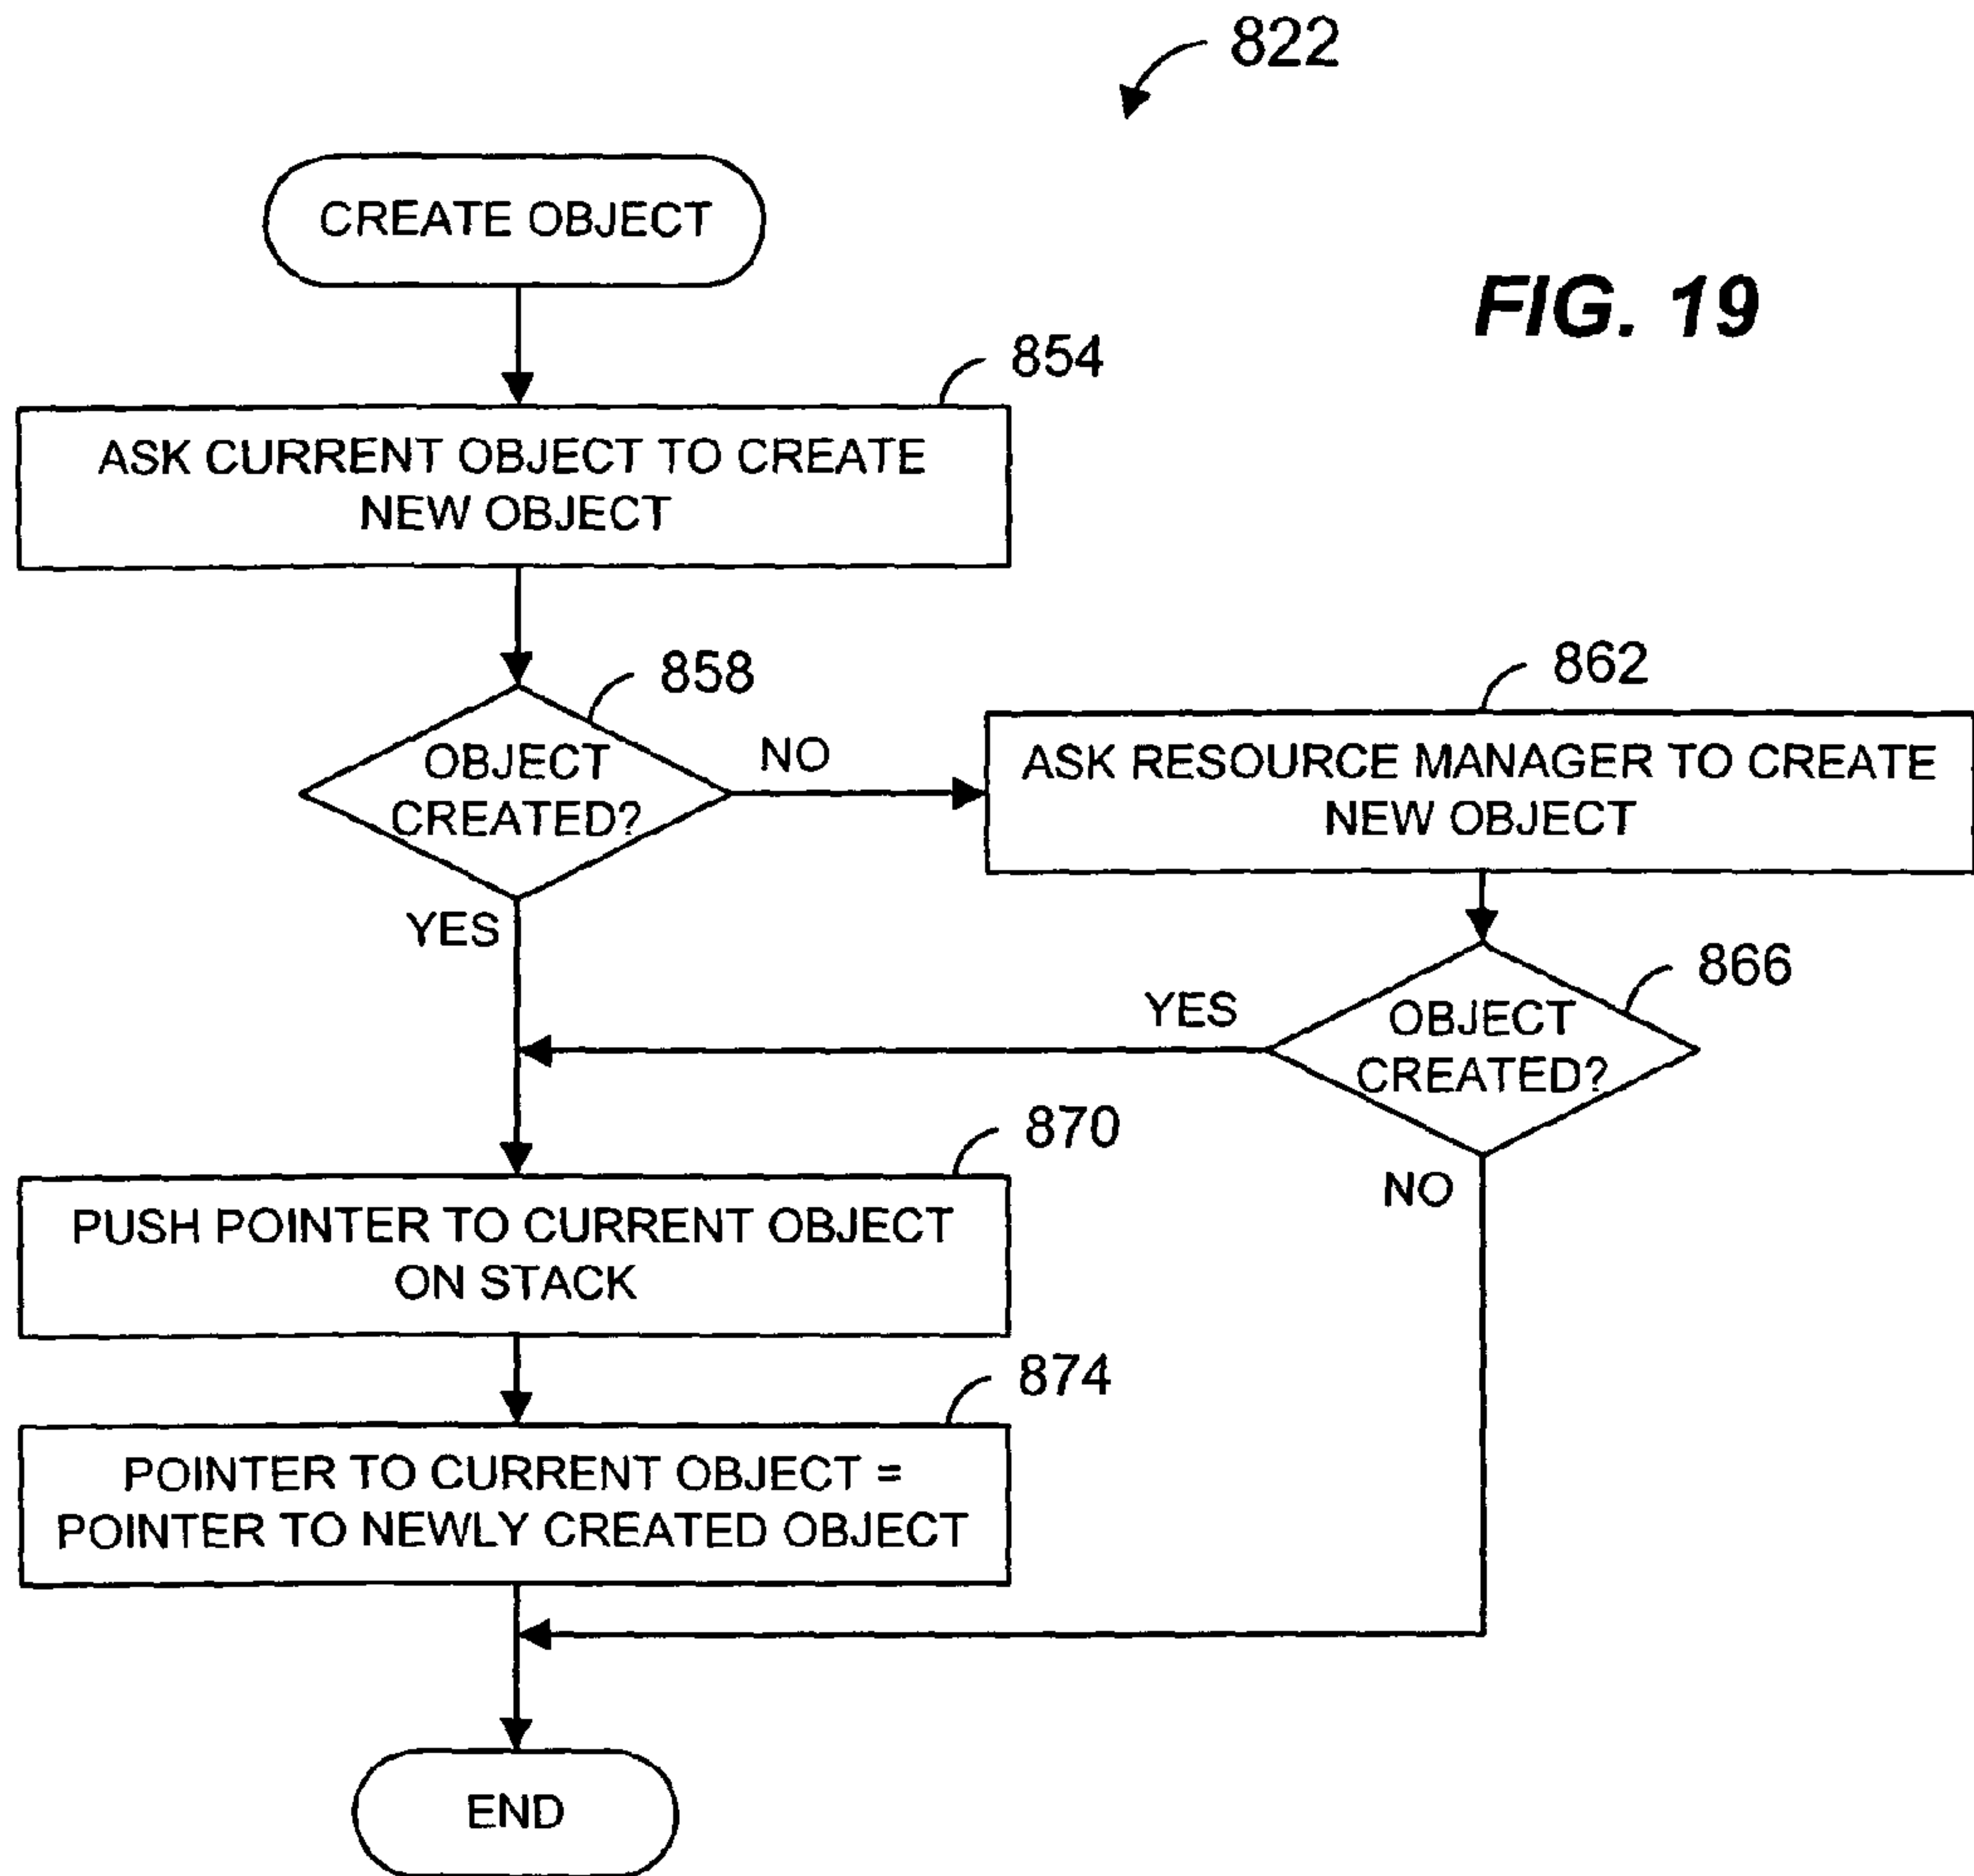 822
CREATE OBJECT
FIG. 19
854
ASK CURRENT OBJECT TO CREATE
NEW OBJECT
858
OBJECT
CREATED?
NO
862
ASK RESOURCE MANAGER TO CREATE
NEW OBJECT
YES
866
OBJECT
CREATED?
YES
NO
870
PUSH POINTER TO CURRENT OBJECT
ON STACK
874
POINTER TO CURRENT OBJECT =
POINTER TO NEWLY CREATED OBJECT
END